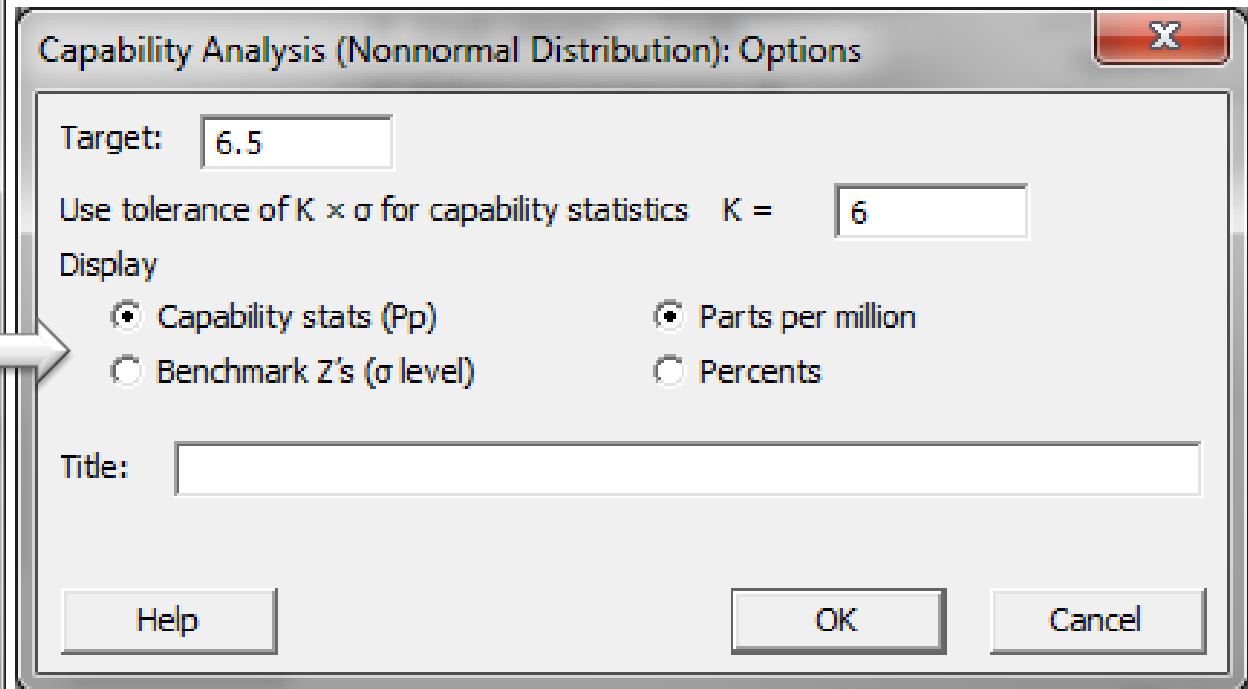 Capability Analysis (Nonnormal Distribution): Options
Target: 6.5
Use tolerance of K × σ for capability statistics K = 6
Display
Capability stats (Pp) Parts per million
Benchmark Z's (σ level) Percents
Title:
Help OK Cancel